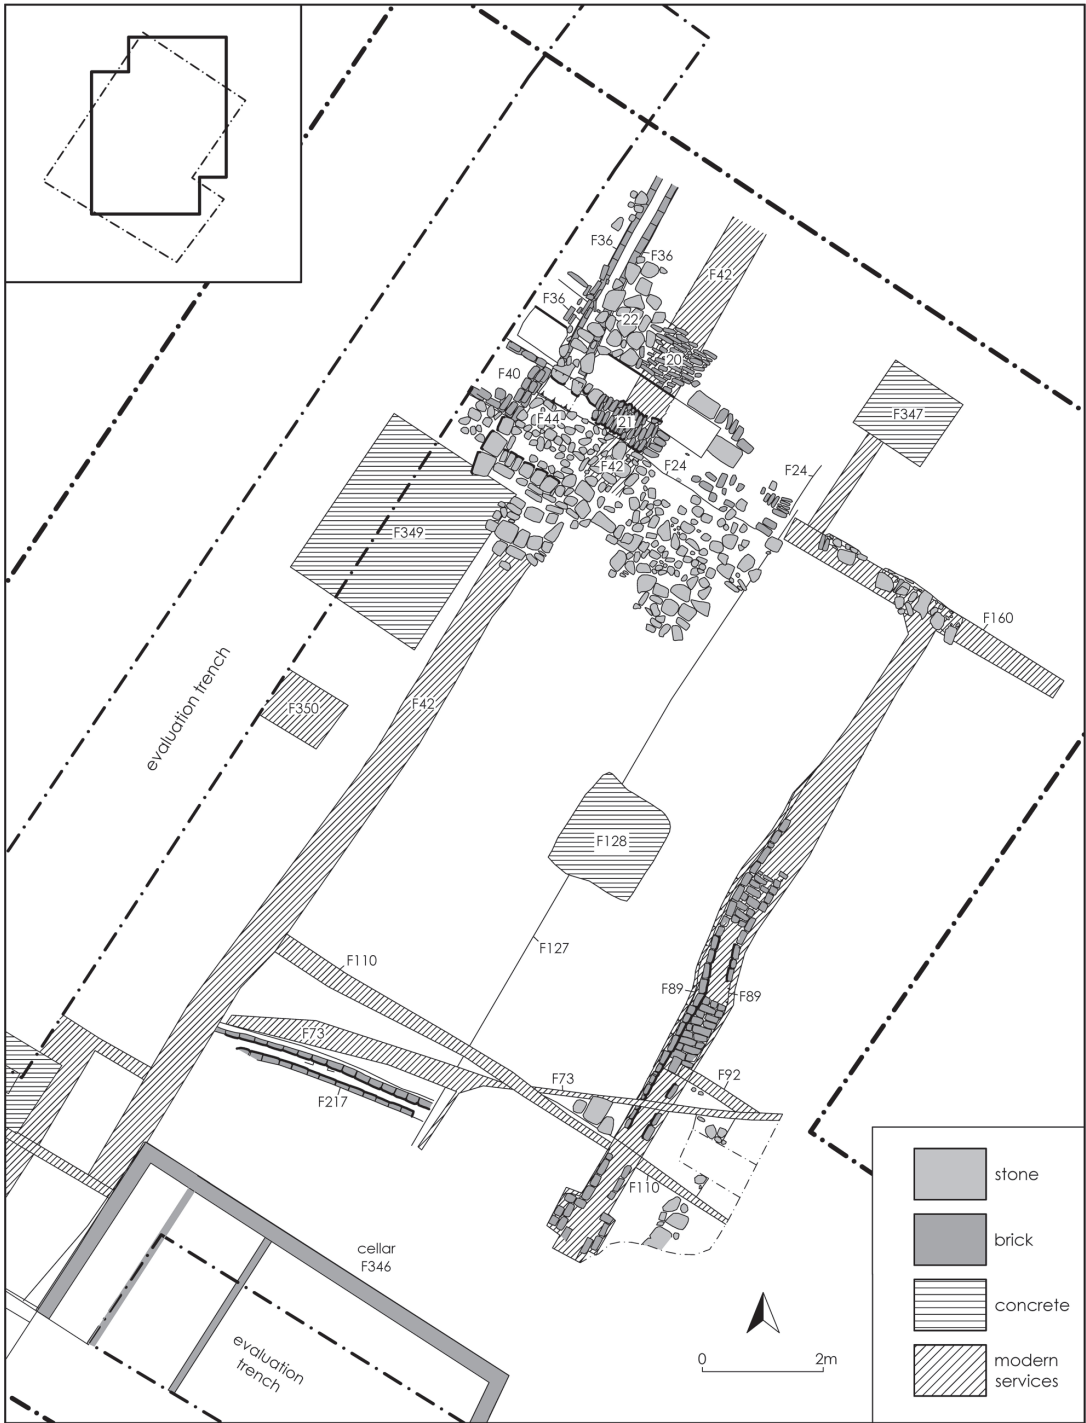 F36
F36
F42
F36
22
20
F40
F347
F44
21
F42
F24
F24
F349
F160
evaluation trench
F350
F42
F128
F127
F110
F89
F89
F73
F73
F92
F217
F110
cellar
F346
evaluation
trench
0
2m
stone
brick
concrete
modern
services